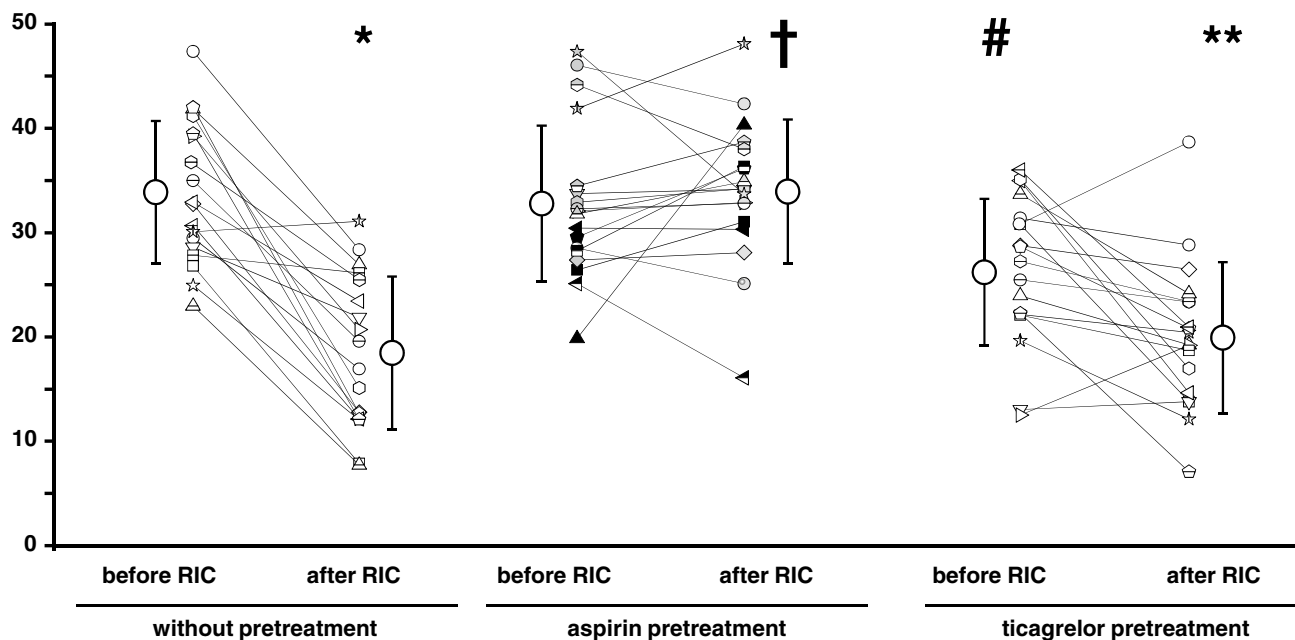 50
* † # **
40
30
20
10
0
before RIC after RIC before RIC after RIC before RIC after RIC
without pretreatment aspirin pretreatment ticagrelor pretreatment